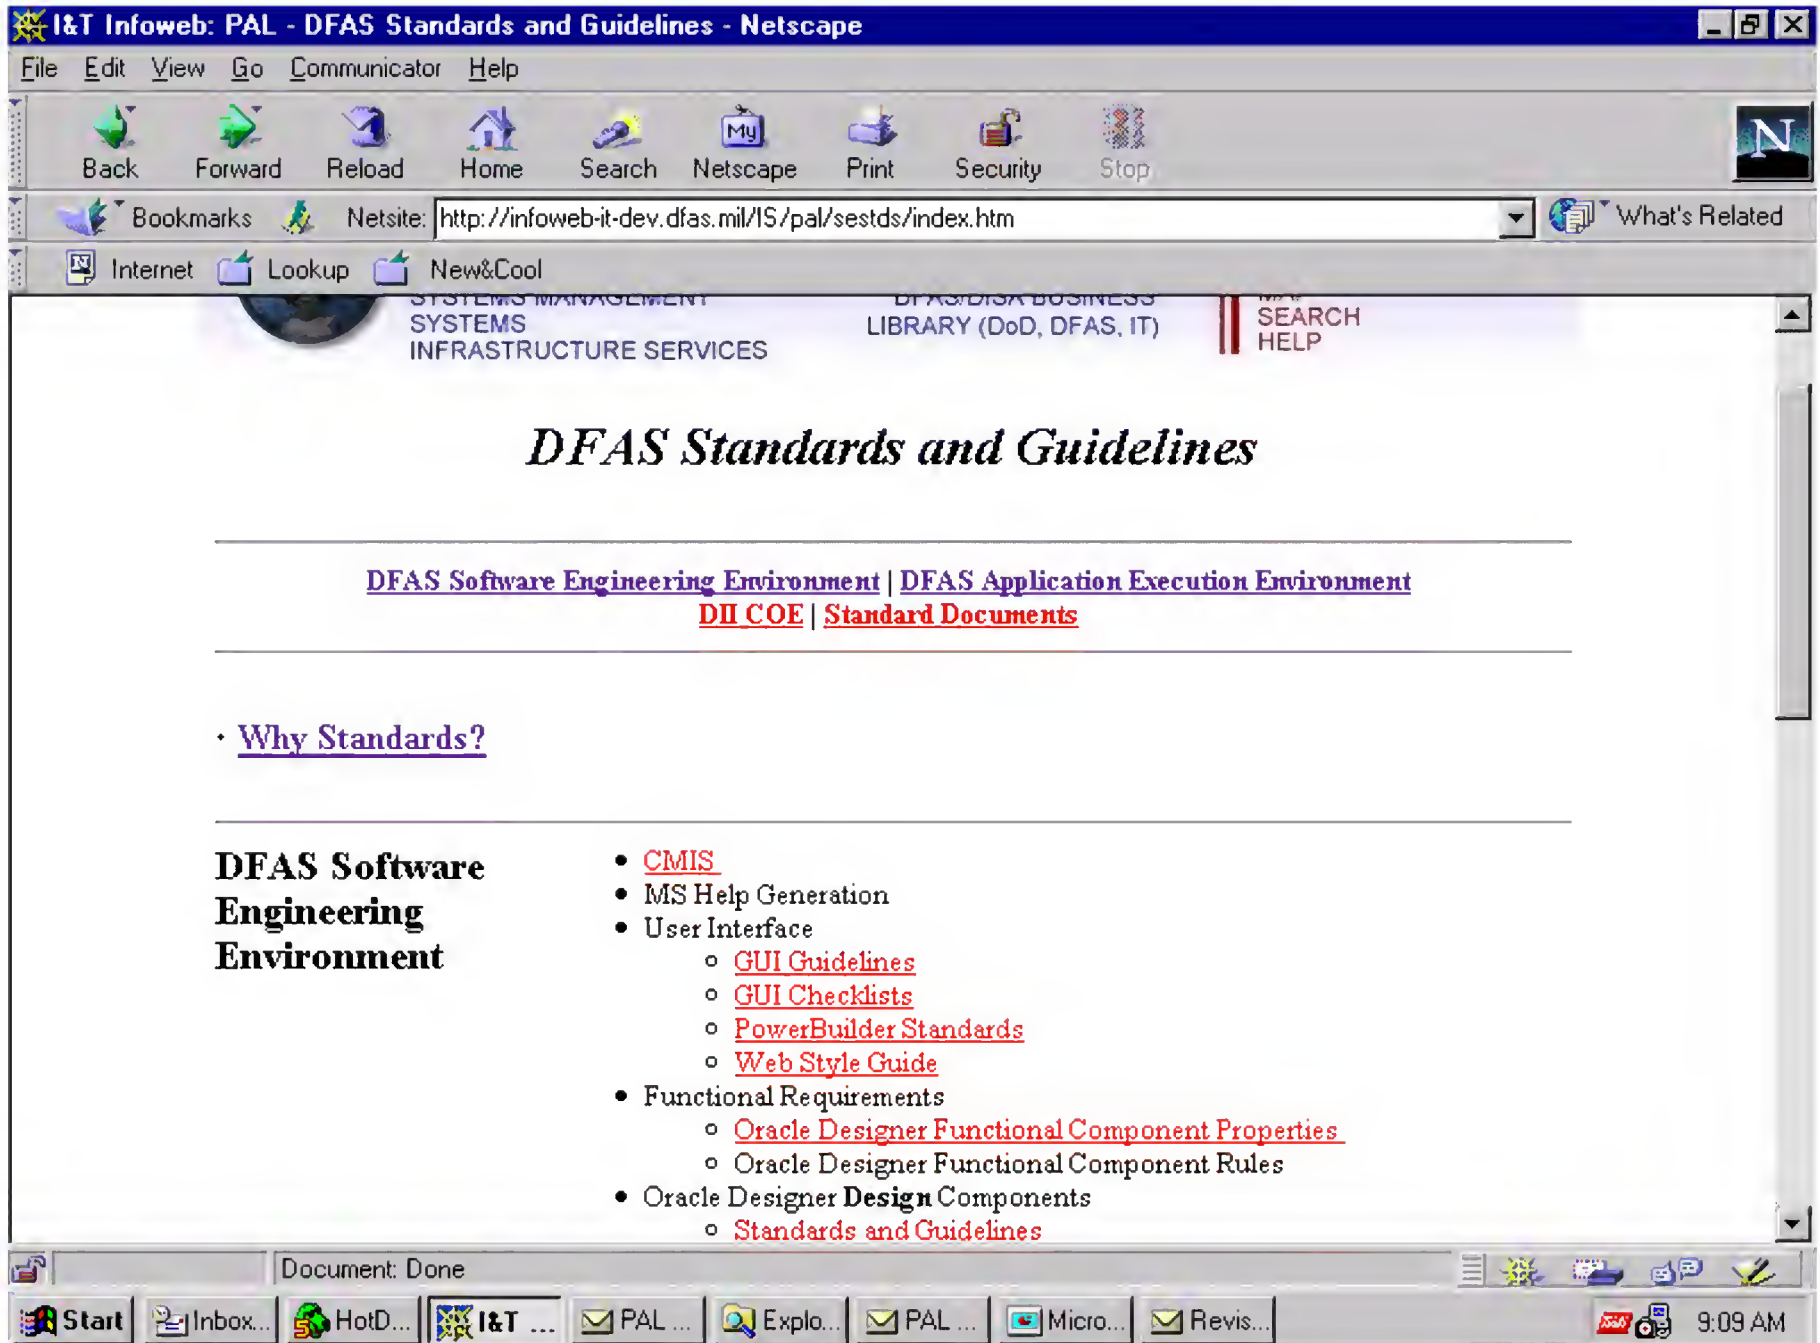 I&T Infoweb: PAL - DFAS Standards and Guidelines - Netscape
File Edit View Go Communicator Help
My
N
Back Forward Reload Home Search Netscape Print Security Stop
Bookmarks Netsite: http://infoweb-it-dev.dfas.mil/IS/pal/sestds/index.htm What's Related
Internet Lookup New&Cool
SYSTEMS MANAGEMENT DFAS/DISA BUSINESS
SYSTEMS LIBRARY (DoD, DFAS, IT) SEARCH
INFRASTRUCTURE SERVICES HELP
DFAS Standards and Guidelines
DFAS Software Engineering Environment | DFAS Application Execution Environment
DII COE | Standard Documents
· Why Standards?
DFAS Software
Engineering
Environment
• CMIS
• MS Help Generation
• User Interface
o GUI Guidelines
o GUI Checklists
o PowerBuilder Standards
o Web Style Guide
• Functional Requirements
o Oracle Designer Functional Component Properties
o Oracle Designer Functional Component Rules
• Oracle Designer Design Components
o Standards and Guidelines
Document: Done
Start Inbox... HotD... I&T ... PAL ... Explo... PAL ... Micro... Revis... 9:09 AM